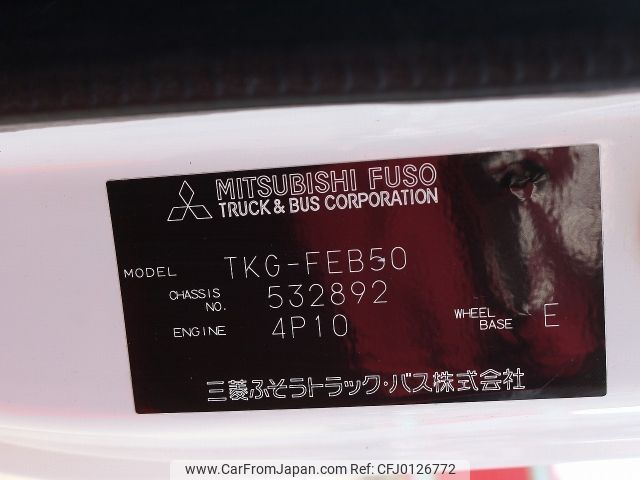 MITSUBISHI FUSO
TRUCK & BUS CORPORATION
MODEL TKG-FEB50
CHASSIS NO. 532892
ENGINE 4P10
WHEEL BASE E
三菱ふそうトラック・バス株式会社
www.CarFromJapan.com | CFJ0126772